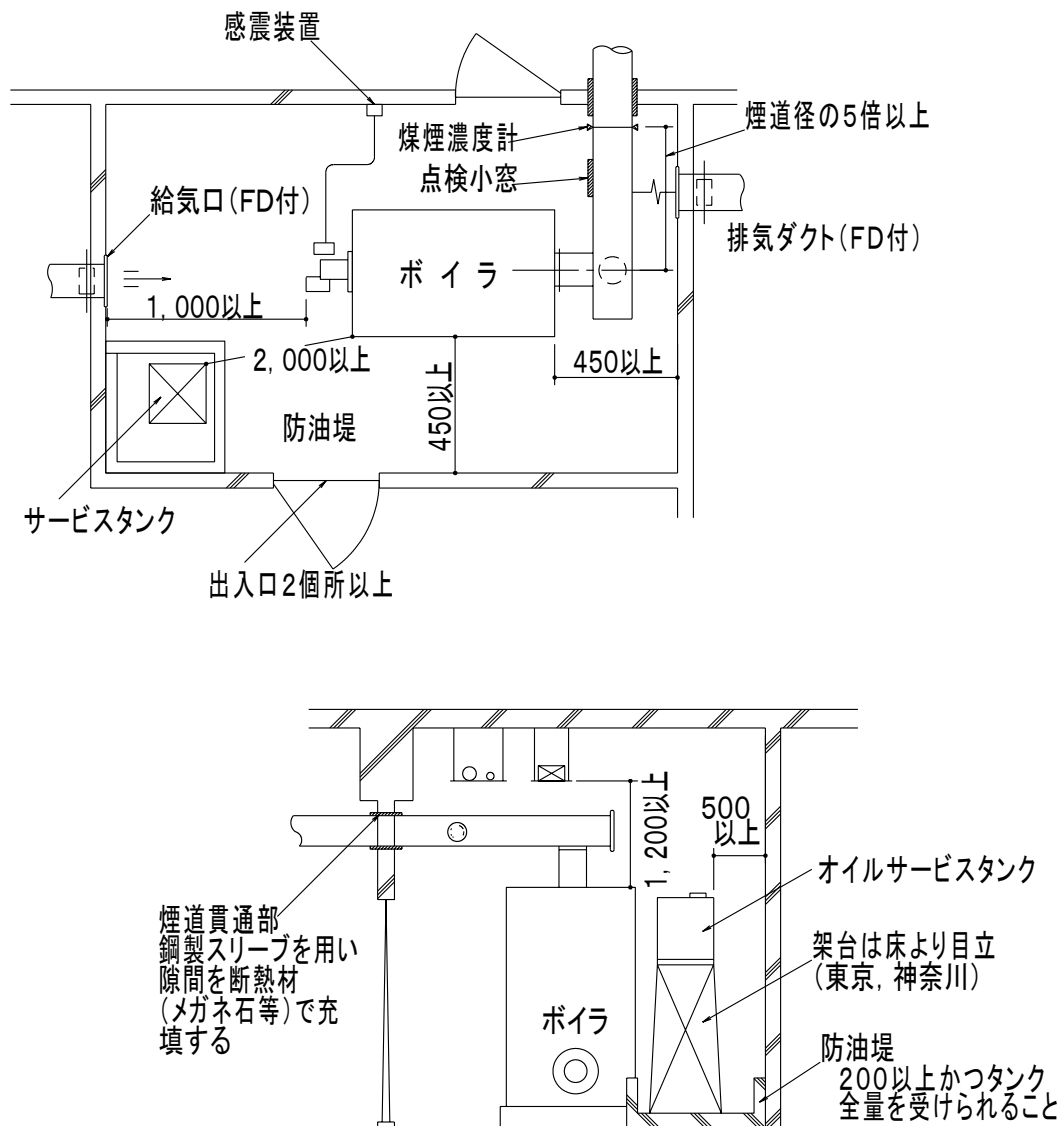 感震装置
煤煙濃度計
煙道径の5倍以上
点検小窓
給気口(FD付)
排気ダクト(FD付)
ボイラ
1,000以上
2,000以上
450以上
450以上
防油堤
サービスタンク
出入口2個所以上
1,200以上
500
以上
オイルサービスタンク
煙道貫通部
鋼製スリーブを用い
隙間を断熱材
(メガネ石等)で充
填する
架台は床より目立
(東京,神奈川)
ボイラ
防油堤
200以上かつタンク
全量を受けられること